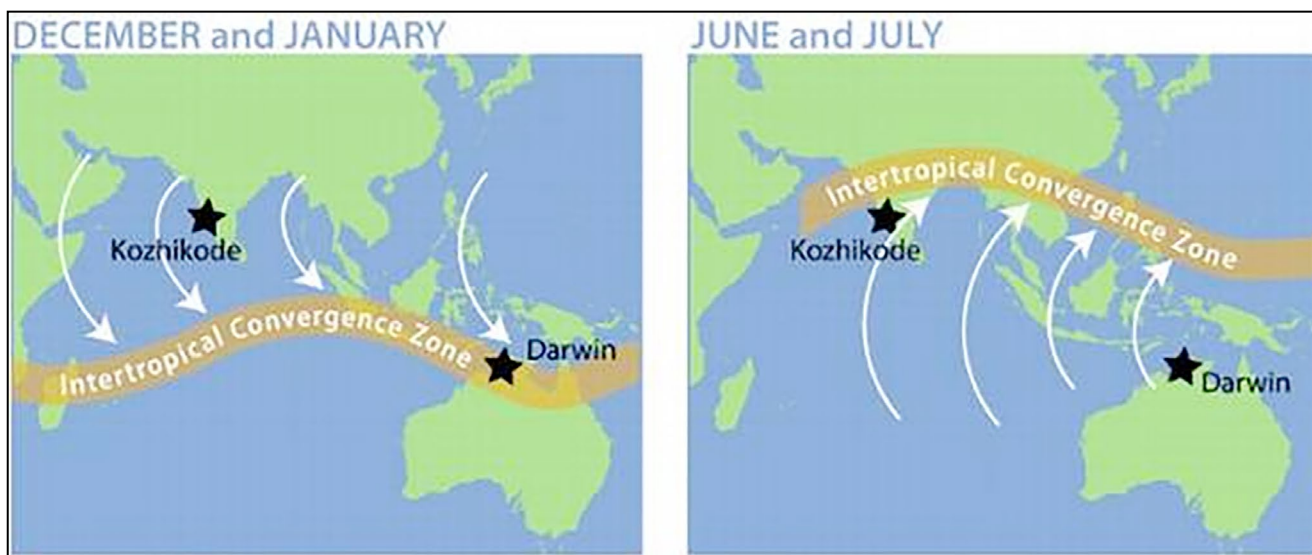 DECEMBER and JANUARY
Kozhikode
Intertropical Convergence Zone
Darwin
JUNE and JULY
Intertropical Convergence Zone
Kozhikode
Darwin